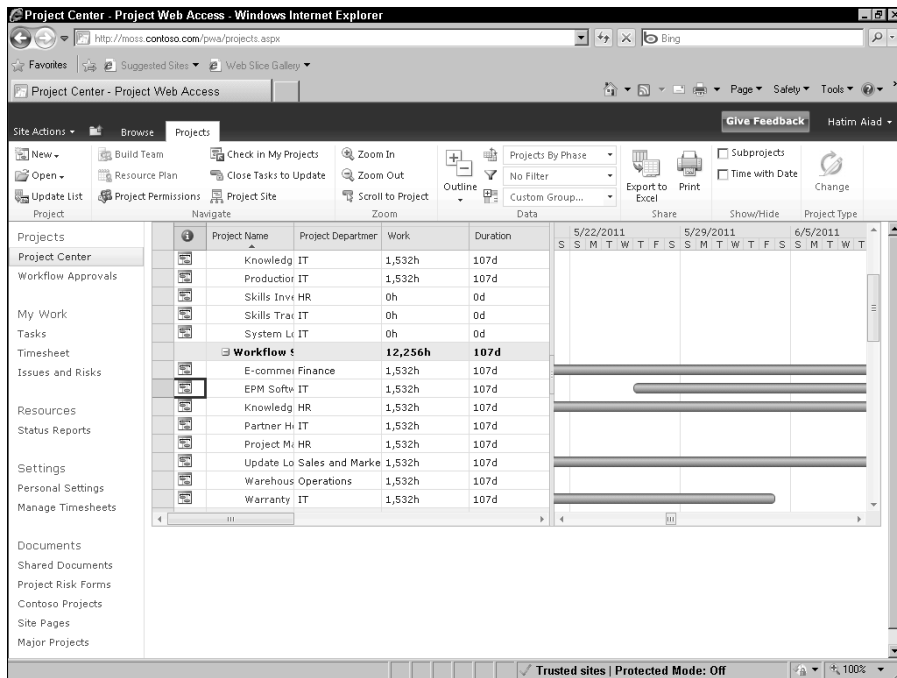 Project Center - Project Web Access - Windows Internet Explorer
http://moss.contoso.com/pwa/projects.aspx
Bing
Favorites Suggested Sites Web Slice Gallery
Project Center - Project Web Access
Page Safety Tools
Site Actions Browse Projects
Give Feedback Hatim Aiad
New Build Team Check in My Projects Zoom In Projects By Phase Subprojects
Open Resource Plan Close Tasks to Update Zoom Out No Filter Time with Date
Update List Project Permissions Project Site Scroll to Project Outline Custom Group... Export to Excel Print Change
Project Navigate Zoom Data Share Show/Hide Project Type
Projects
Project Center
Workflow Approvals
My Work
Tasks
Timesheet
Issues and Risks
Resources
Status Reports
Settings
Personal Settings
Manage Timesheets
Documents
Shared Documents
Project Risk Forms
Contoso Projects
Site Pages
Major Projects
Project Name Project Departmer Work Duration
Knowledg IT 1,532h 107d
Production IT 1,532h 107d
Skills Inve HR 0h 0d
Skills Trac IT 0h 0d
System Lo IT 0h 0d
Workflow S 12,256h 107d
E-commer Finance 1,532h 107d
EPM Softw IT 1,532h 107d
Knowledg HR 1,532h 107d
Partner H IT 1,532h 107d
Project Ma HR 1,532h 107d
Update Lo Sales and Marke 1,532h 107d
Warehous Operations 1,532h 107d
Warranty IT 1,532h 107d
5/22/2011 5/29/2011 6/5/2011
S S M T W T F S S M T W T F S S M T W T
Trusted sites | Protected Mode: Off
100%